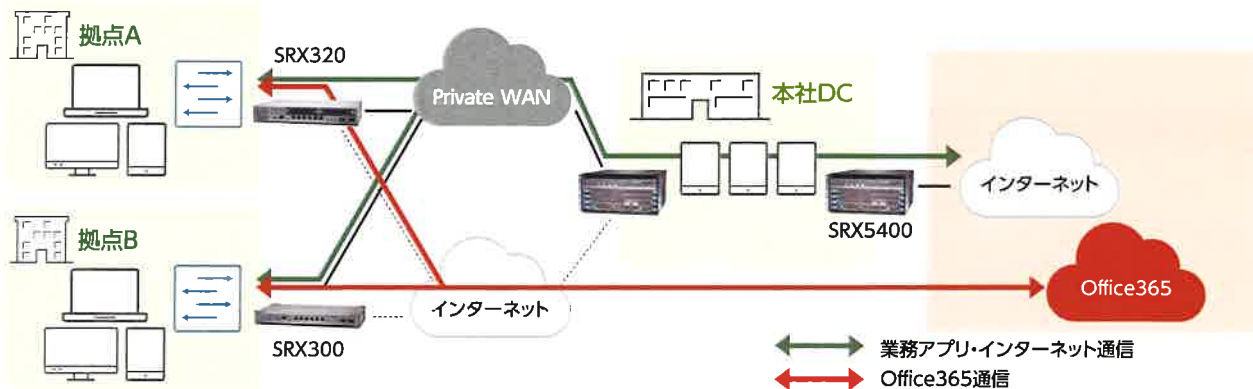 拠点A
SRX320
Private WAN
本社DC
インターネット
SRX5400
拠点B
インターネット
Office365
SRX300
業務アプリ・インターネット通信
Office365通信